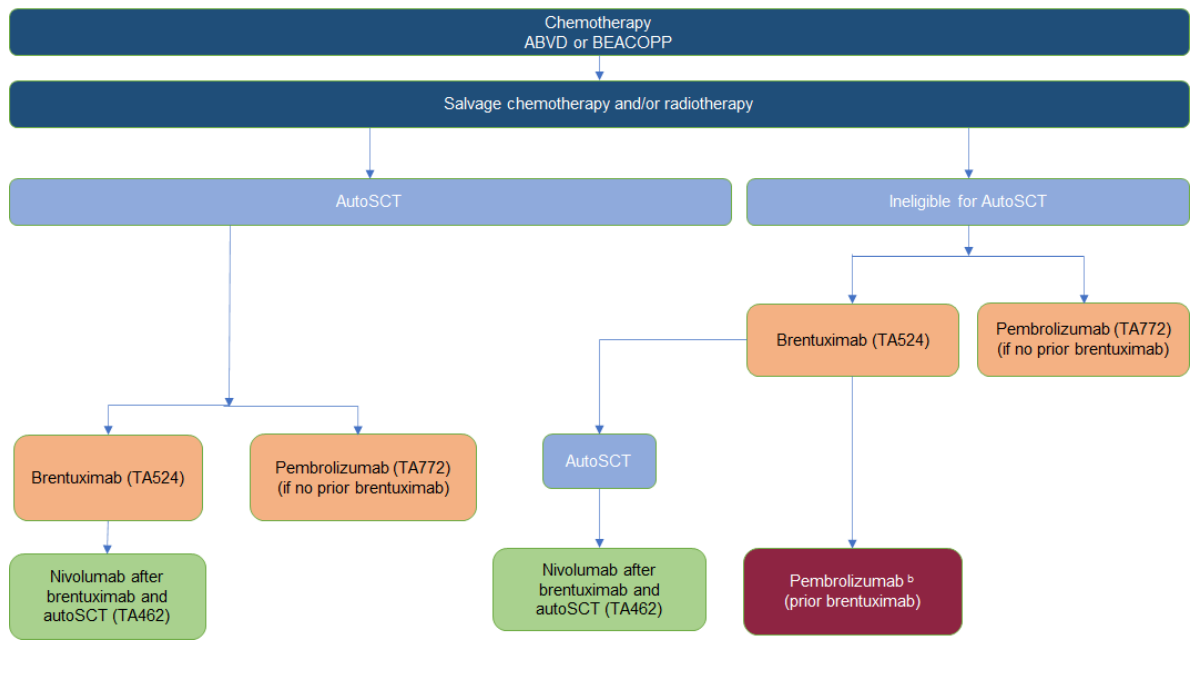 Chemotherapy
ABVD or BEACOPP
Salvage chemotherapy and/or radiotherapy
AutoSCT
Ineligible for AutoSCT
Brentuximab (TA524)
Pembrolizumab (TA772)
(if no prior brentuximab)
Brentuximab (TA524)
Pembrolizumab (TA772)
(if no prior brentuximab)
AutoSCT
Nivolumab after
brentuximab and
autoSCT (TA462)
Nivolumab after
brentuximab and
autoSCT (TA462)
Pembrolizumab ᵇ
(prior brentuximab)